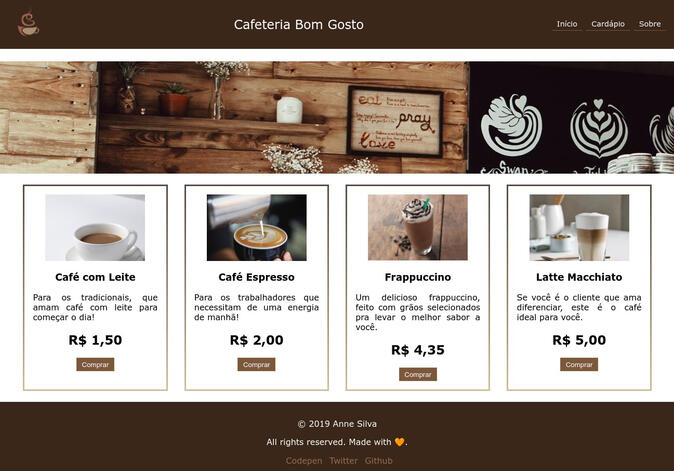 Cafeteria Bom Gosto
Início Cardápio Sobre
eat
pray
love
Swan
Café com Leite
Para os tradicionais, que
amam café com leite para
começar o dia!
R$ 1,50
Comprar
Café Espresso
Para os trabalhadores que
necessitam de uma energia
de manhã!
R$ 2,00
Comprar
Frappuccino
Um delicioso frappuccino,
feito com grãos selecionados
pra levar o melhor sabor a
você.
R$ 4,35
Comprar
Latte Macchiato
Se você é o cliente que ama
diferenciar, este é o café
ideal para você.
R$ 5,00
Comprar
© 2019 Anne Silva
All rights reserved. Made with 🧡.
Codepen Twitter Github